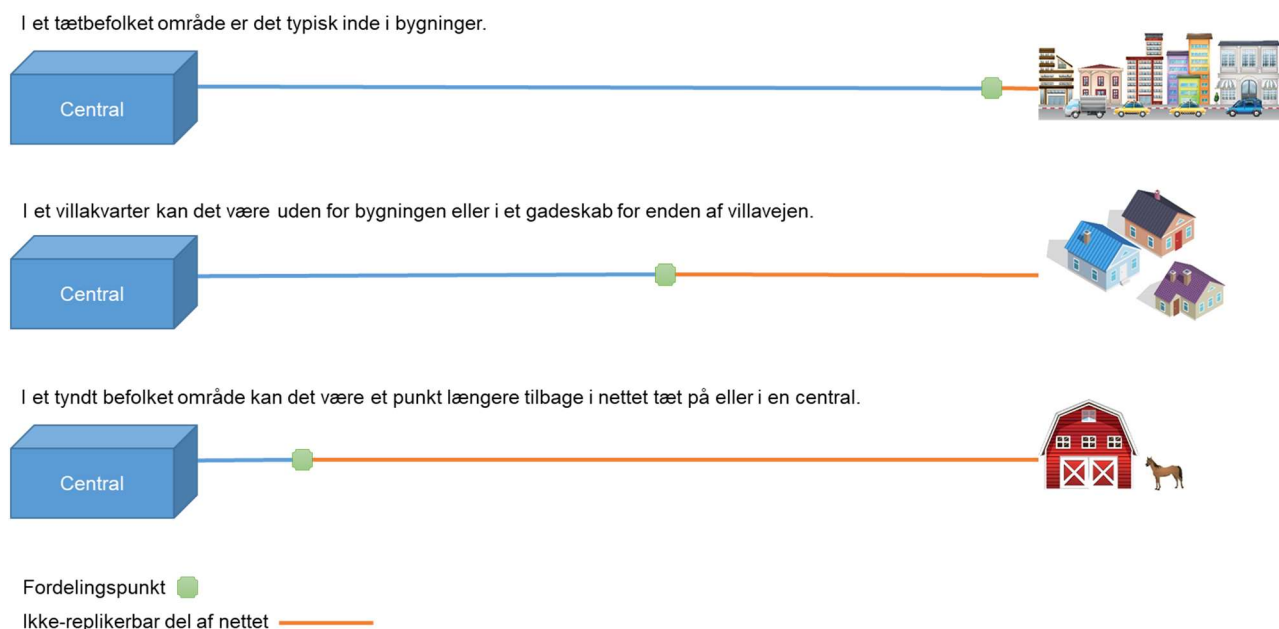 I et tætbefolket område er det typisk inde i bygninger.
Central
I et villakvarter kan det være uden for bygningen eller i et gadeskab for enden af villavejen.
Central
I et tyndt befolket område kan det være et punkt længere tilbage i nettet tæt på eller i en central.
Central
Fordelingspunkt
Ikke-replikerbar del af nettet